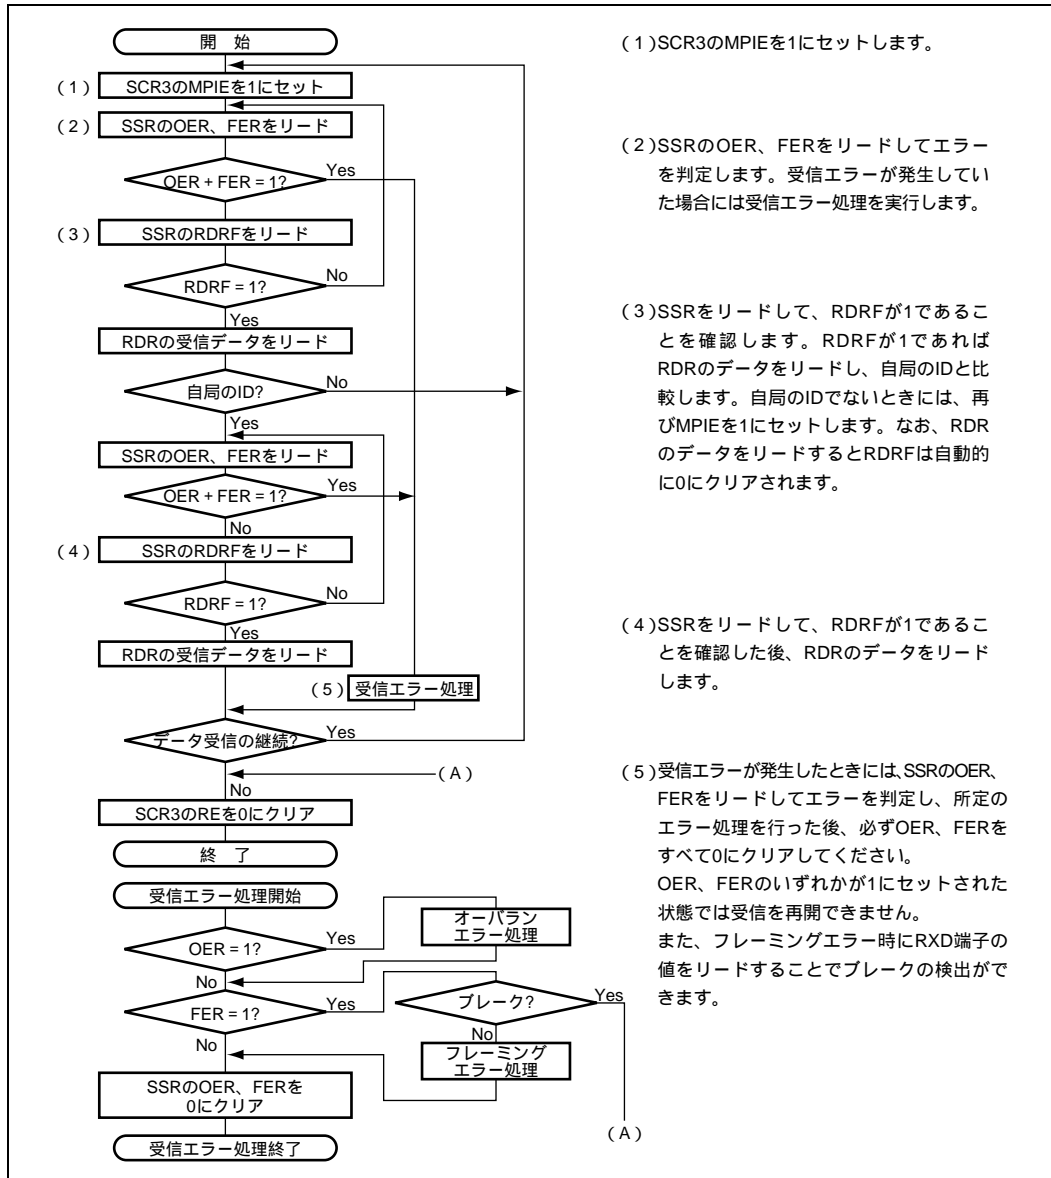 開 始
(1) SCR3のMPIEを1にセット
(2) SSRのOER、FERをリード
OER + FER = 1?
Yes
(3) SSRのRDRFをリード
RDRF = 1?
No
Yes
RDRの受信データをリード
自局のID?
No
Yes
SSRのOER、FERをリード
OER + FER = 1?
Yes
No
(4) SSRのRDRFをリード
RDRF = 1?
No
Yes
RDRの受信データをリード
(5) 受信エラー処理
データ受信の継続?
Yes
(A)
No
SCR3のREを0にクリア
終 了
受信エラー処理開始
OER = 1?
Yes
オーバラン
エラー処理
No
FER = 1?
Yes
ブレーク?
Yes
No
フレーミング
エラー処理
No
SSRのOER、FERを
0にクリア
(A)
受信エラー処理終了
(1)SCR3のMPIEを1にセットします。
(2)SSRのOER、FERをリードしてエラー
を判定します。受信エラーが発生してい
た場合には受信エラー処理を実行します。
(3)SSRをリードして、RDRFが1であるこ
とを確認します。RDRFが1であれば
RDRのデータをリードし、自局のIDと比
較します。自局のIDでないときには、再
びMPIEを1にセットします。なお、RDR
のデータをリードするとRDRFは自動的
に0にクリアされます。
(4)SSRをリードして、RDRFが1であるこ
とを確認した後、RDRのデータをリード
します。
(5)受信エラーが発生したときには、SSRのOER、
FERをリードしてエラーを判定し、所定の
エラー処理を行った後、必ずOER、FERを
すべて0にクリアしてください。
OER、FERのいずれかが1にセットされた
状態では受信を再開できません。
また、フレーミングエラー時にRXD端子の
値をリードすることでブレークの検出がで
きます。